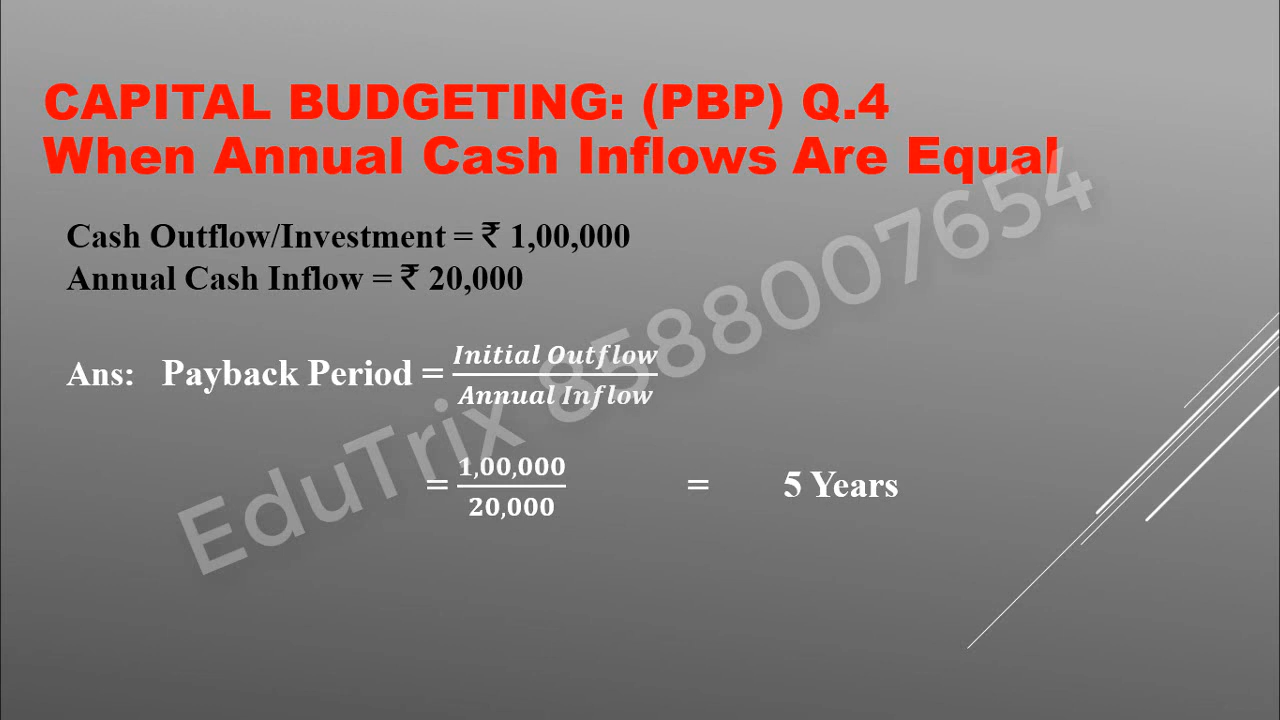 CAPITAL BUDGETING: (PBP) Q.4
When Annual Cash Inflows Are Equal
Cash Outflow/Investment = ₹ 1,00,000
Annual Cash Inflow = ₹ 20,000
Ans: Payback Period = Initial Outflow
Annual Inflow
= 1,00,000
20,000
= 5 Years
EduTrix 8588007654